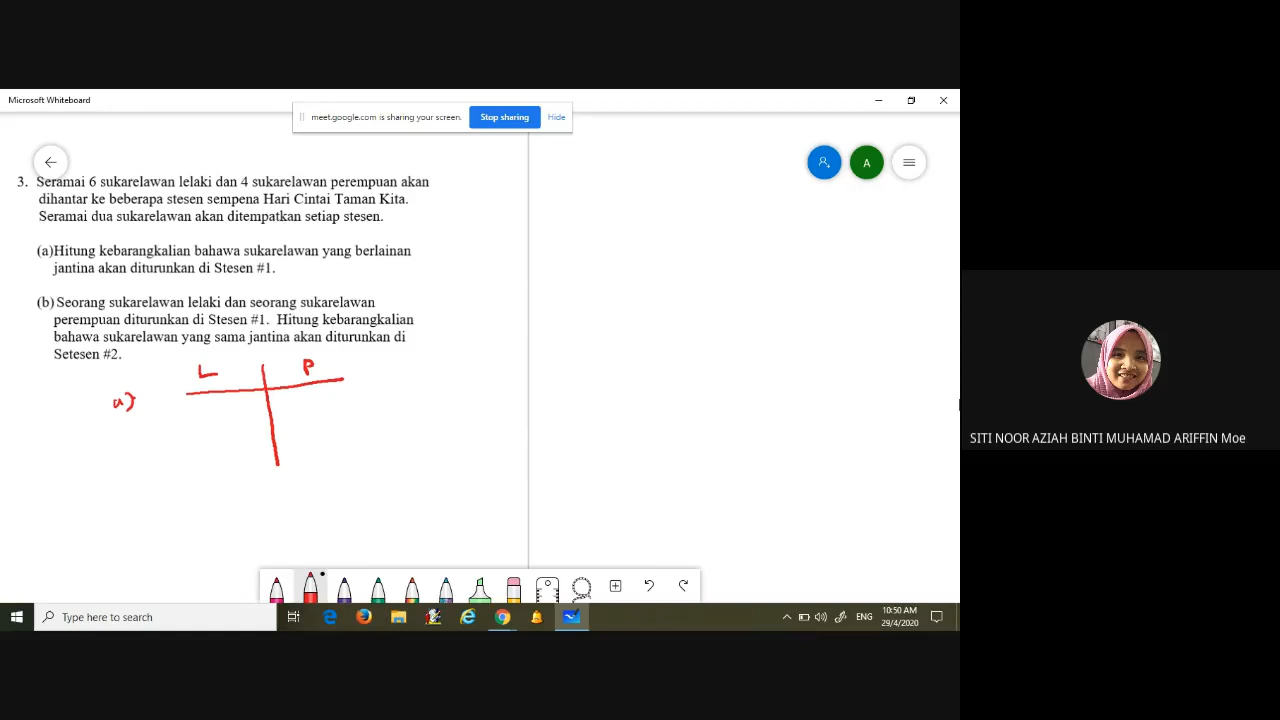 Microsoft Whiteboard
meet.google.com is sharing your screen.
Stop sharing
Hide
A
3. Seramai 6 sukarelawan lelaki dan 4 sukarelawan perempuan akan
dihantar ke beberapa stesen sempena Hari Cintai Taman Kita.
Seramai dua sukarelawan akan ditempatkan setiap stesen.
(a)Hitung kebarangkalian bahawa sukarelawan yang berlainan
jantina akan diturunkan di Stesen #1.
(b) Seorang sukarelawan lelaki dan seorang sukarelawan
perempuan diturunkan di Stesen #1. Hitung kebarangkalian
bahawa sukarelawan yang sama jantina akan diturunkan di
Setesen #2.
L P
a)
SITI NOOR AZIAH BINTI MUHAMAD ARIFFIN Moe
Type here to search
ENG
10:50 AM
29/4/2020